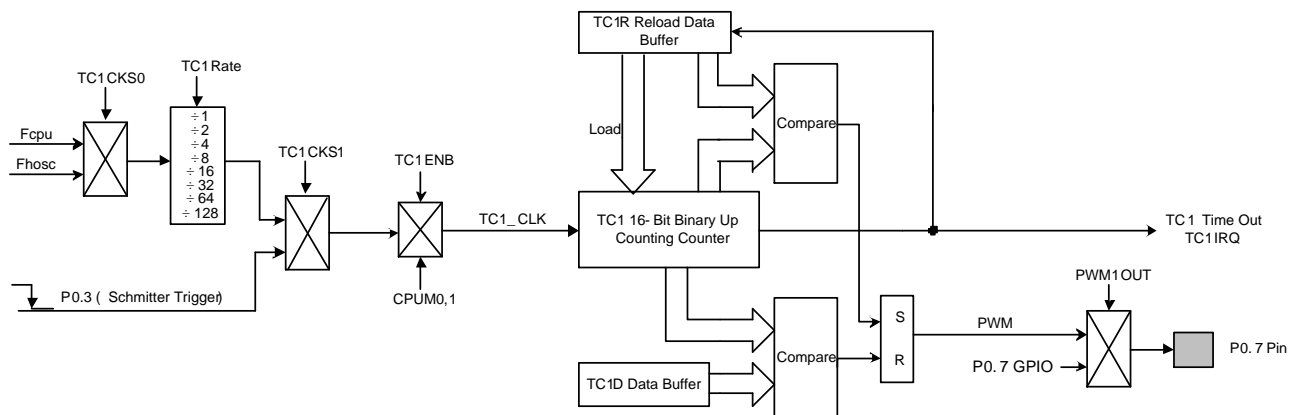 TC1R Reload Data
Buffer
TC1Rate
TC1CKS0
÷ 1
÷ 2
÷ 4
÷ 8
÷ 16
÷ 32
÷ 64
÷ 128
Fcpu
Fhosc
Load
Compare
TC1CKS1
TC1ENB
TC1_CLK
TC1 16- Bit Binary Up
Counting Counter
TC1 Time Out
TC1IRQ
P0.3 ( Schmitter Trigger)
CPUM0,1
PWM1OUT
S
R
PWM
P0. 7 GPIO
P0. 7 Pin
Compare
TC1D Data Buffer